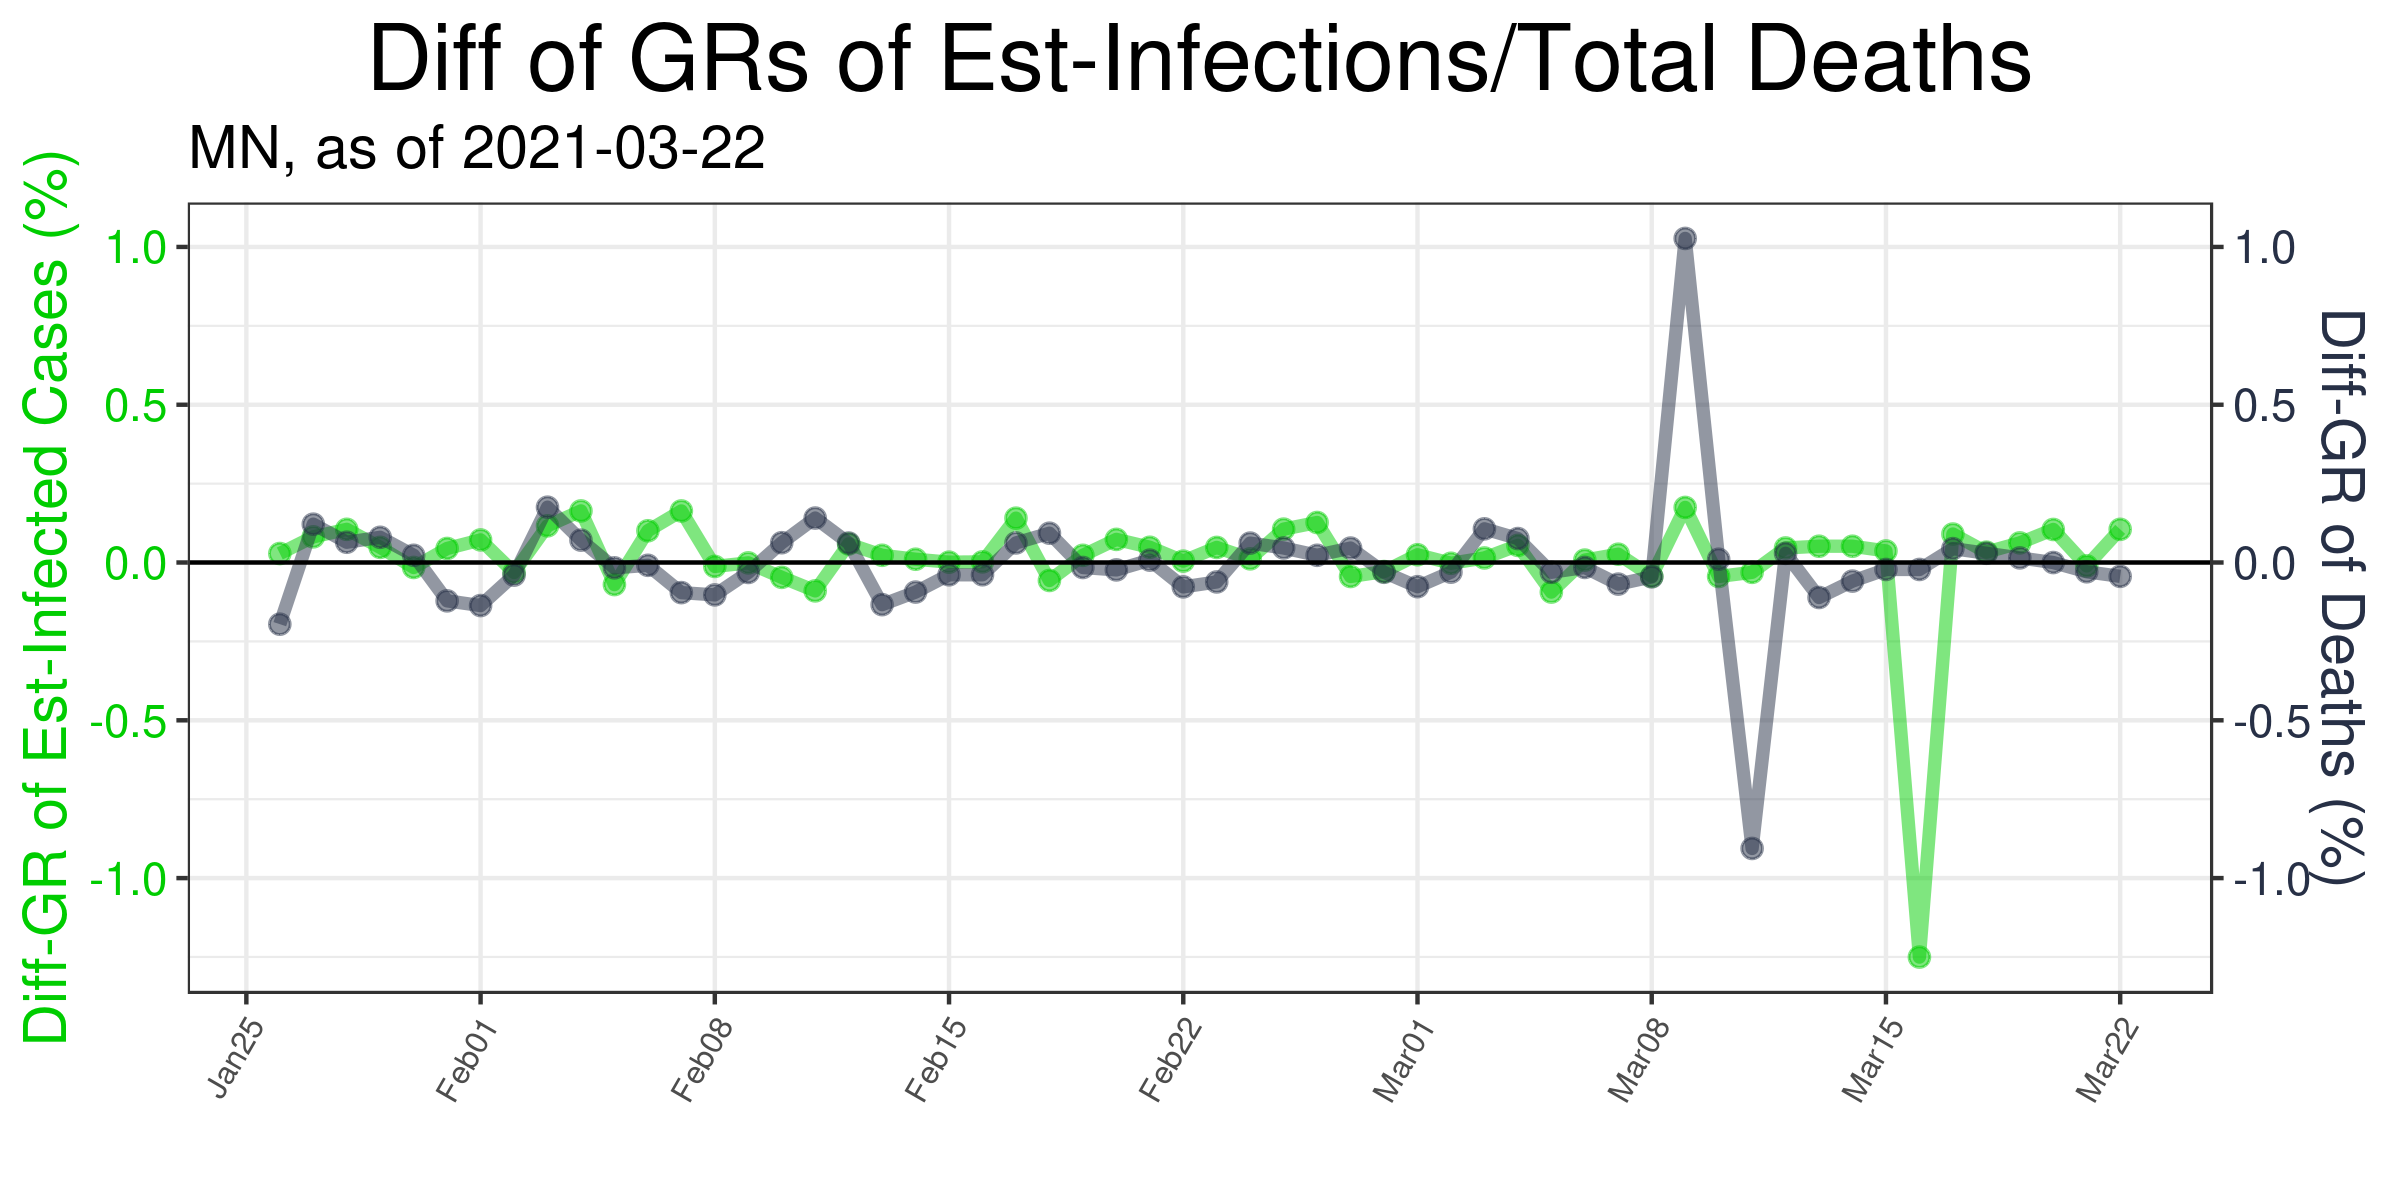 Diff of GRs of Est-Infections/Total Deaths
MN, as of 2021-03-22
Diff-GR of Est-Infected Cases (%)
1.0
0.5
0.0
-0.5
-1.0
1.0
0.5
0.0
-0.5
-1.0
Diff-GR of Deaths (%)
Jan25 Feb01 Feb08 Feb15 Feb22 Mar01 Mar08 Mar15 Mar22